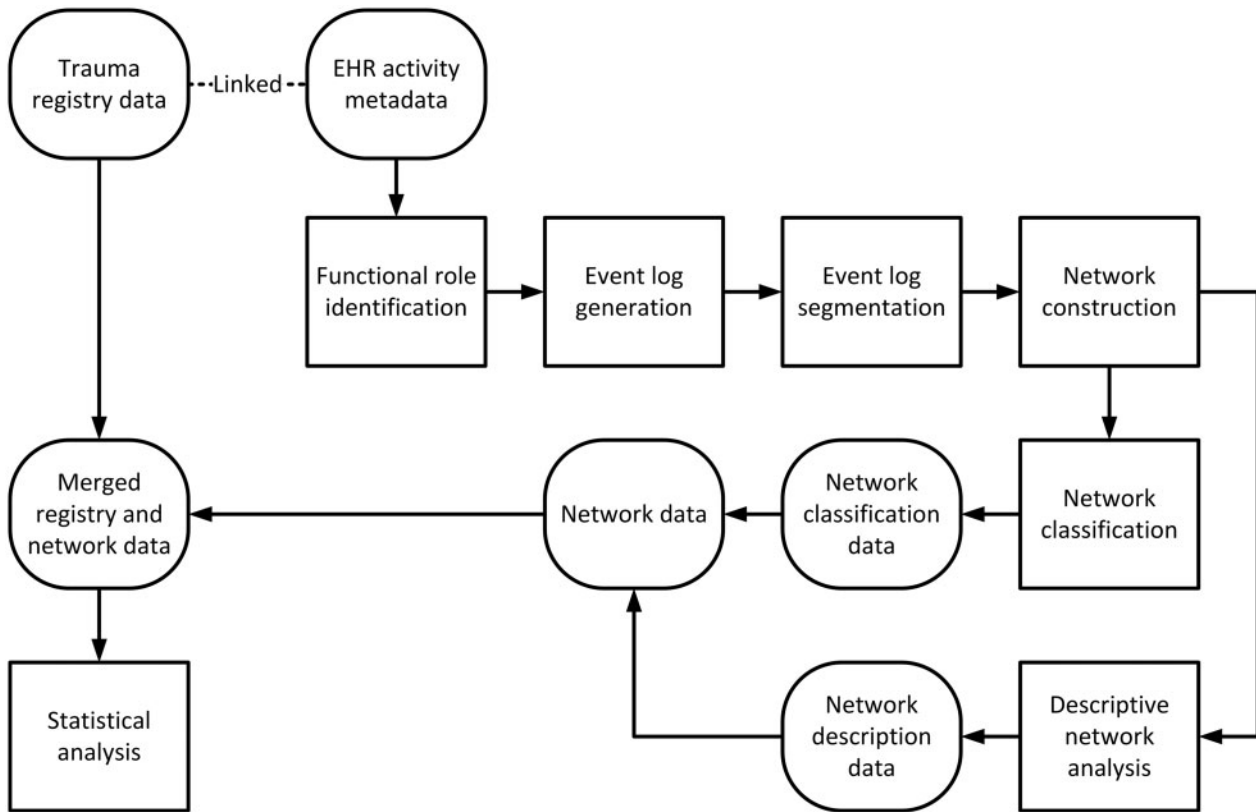 Trauma
registry data
Linked
EHR activity
metadata
Functional role
identification
Event log
generation
Event log
segmentation
Network
construction
Merged
registry and
network data
Network data
Network
classification
data
Network
classification
Statistical
analysis
Network
description
data
Descriptive
network
analysis